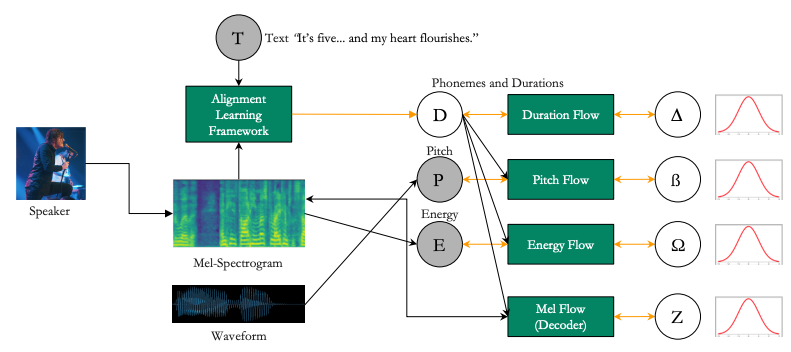 T
Text "It's five... and my heart flourishes."
Phonemes and Durations
Alignment
Learning
Framework
D
Duration Flow
Δ
Pitch
P
Pitch Flow
ß
Speaker
Energy
E
Energy Flow
Ω
Mel-Spectrogram
Mel Flow
(Decoder)
Z
Waveform